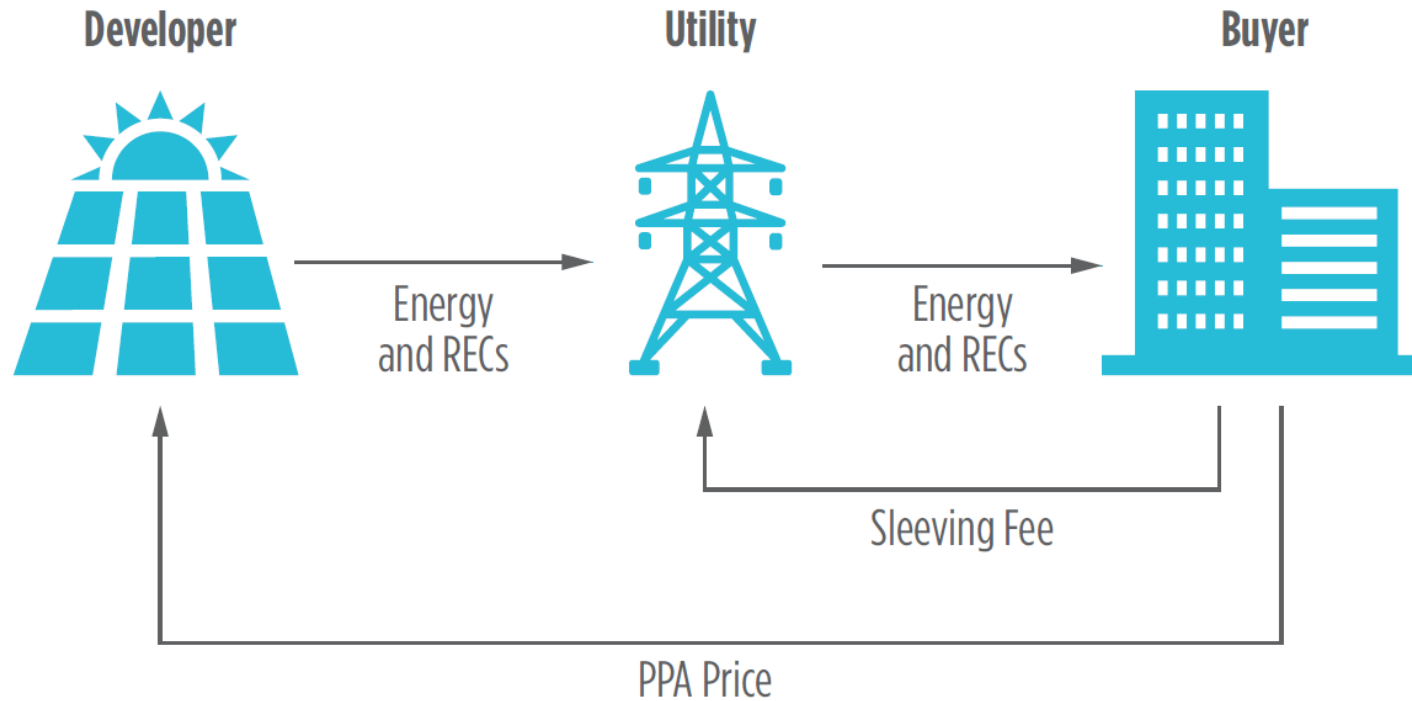 Developer
Utility
Buyer
Energy
and RECs
Energy
and RECs
Sleeving Fee
PPA Price